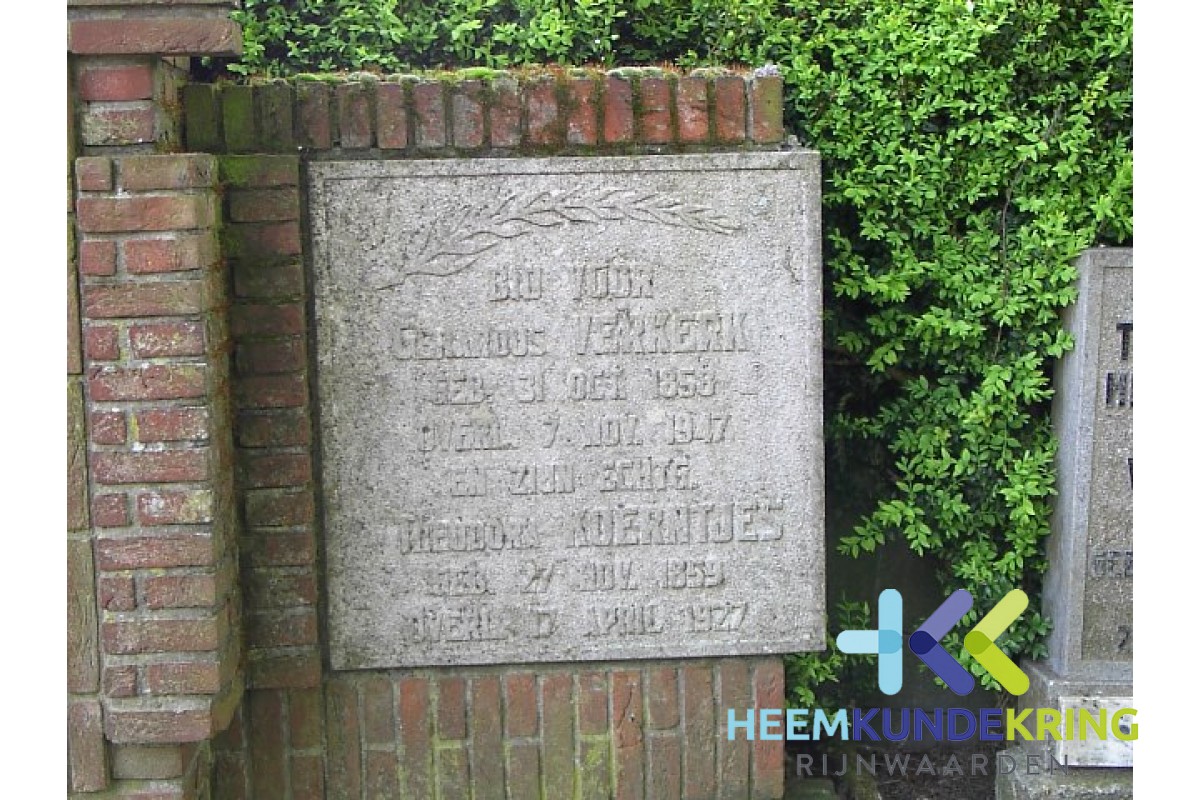 BID VOOR
GERARDUS VERKERK
GEB. 31 OCT. 1858
OVERL. 7 NOV. 1947.
EN ZIJN ECHTG.
THEODORA KOERNTJES
GEB. 27 NOV. 1859
OVERL. 17 APRIL 1927
HEEMKUNDEKRING
RIJNWAARDEN